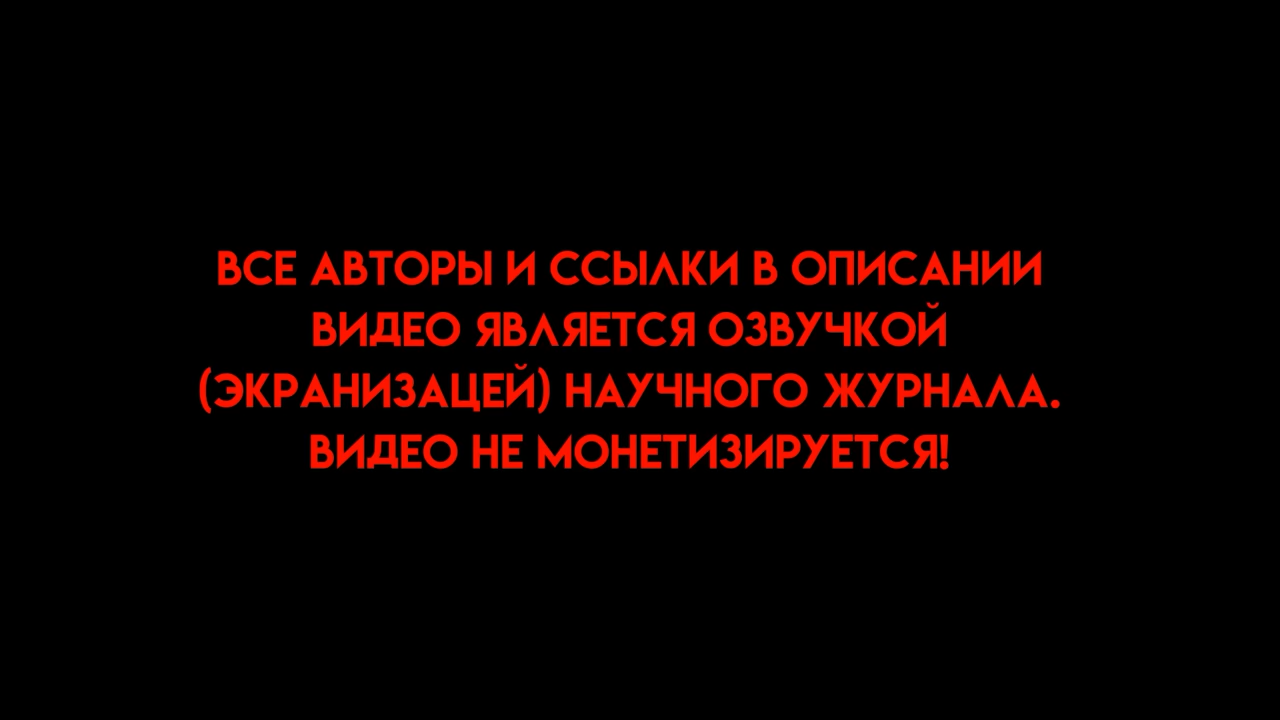 ВСЕ АВТОРЫ И ССЫЛКИ В ОПИСАНИИ
ВИДЕО ЯВЛЯЕТСЯ ОЗВУЧКОЙ
(ЭКРАНИЗАЦЕЙ) НАУЧНОГО ЖУРНАЛА.
ВИДЕО НЕ МОНЕТИЗИРУЕТСЯ!